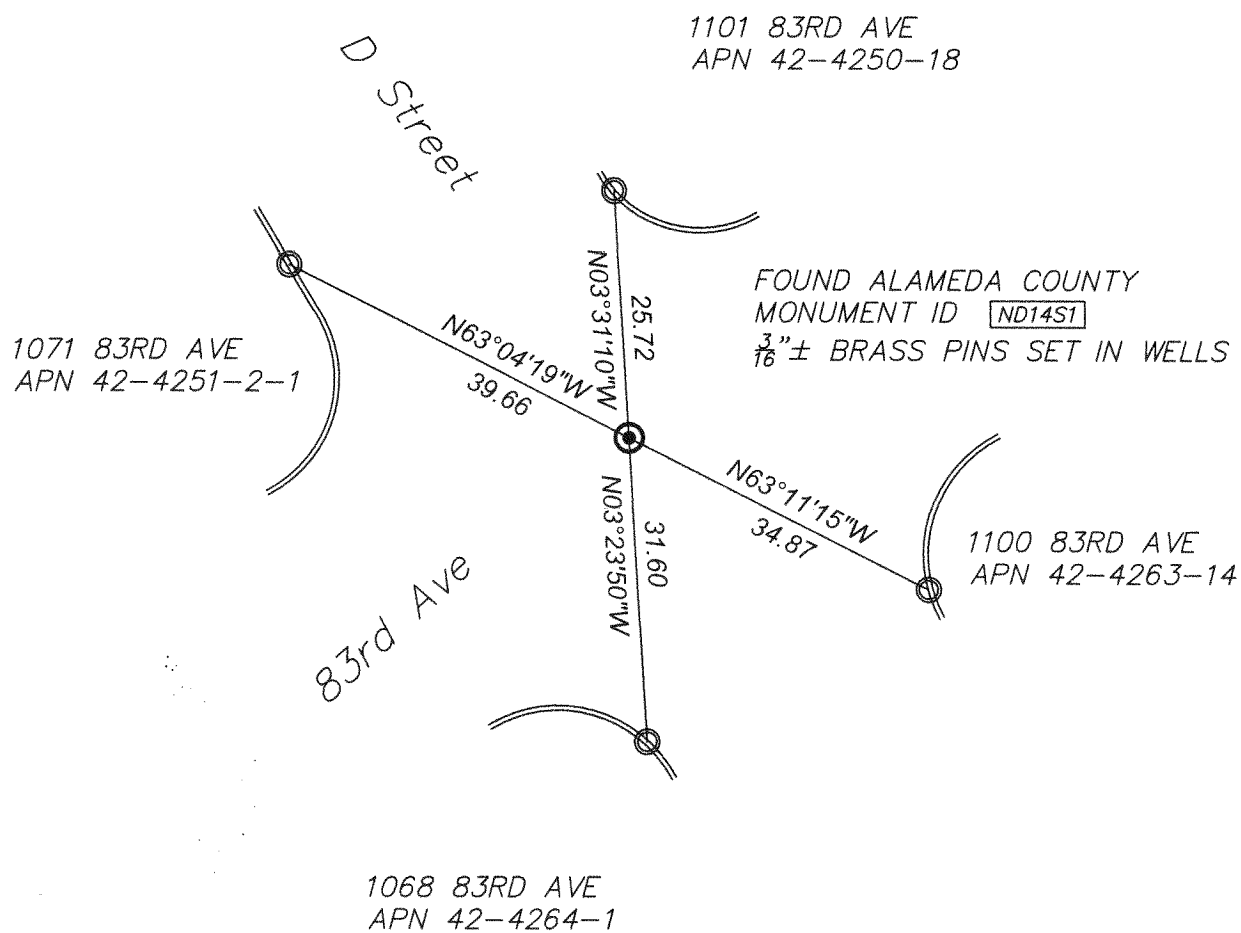 1101 83RD AVE
APN 42-4250-18
D Street
FOUND ALAMEDA COUNTY
MONUMENT ID ND14S1
3/16"± BRASS PINS SET IN WELLS
N03°31'10"W
25.72
1071 83RD AVE
APN 42-4251-2-1
N63°04'19"W
39.66
N63°11'15"W
34.87
N03°23'50"W
31.60
1100 83RD AVE
APN 42-4263-14
83rd Ave
1068 83RD AVE
APN 42-4264-1